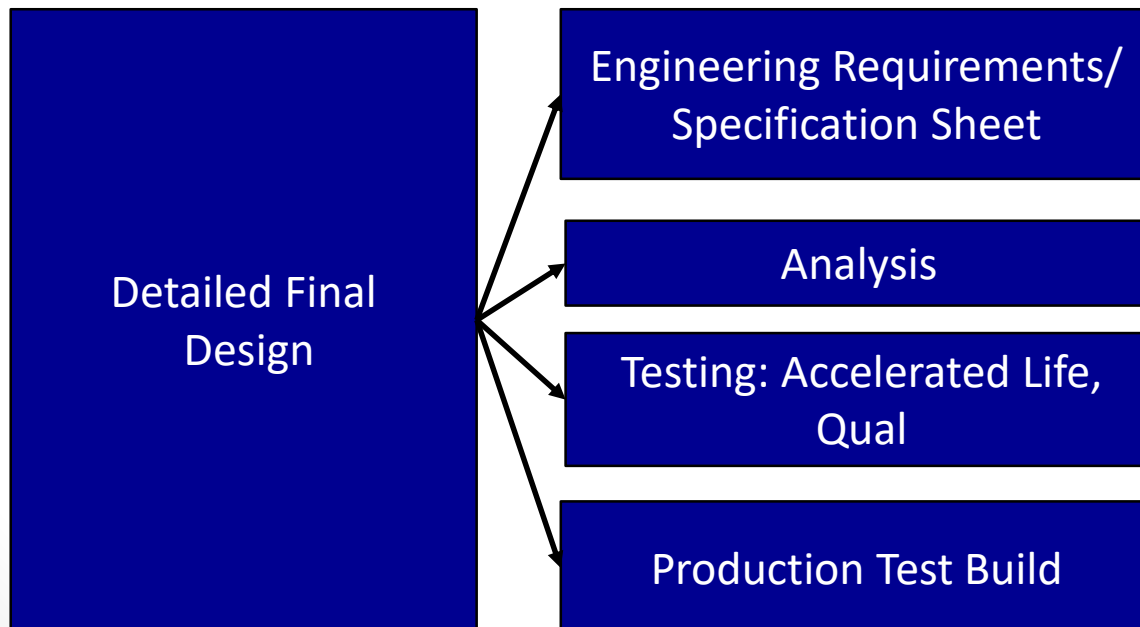 Detailed Final
Design
Engineering Requirements/
Specification Sheet
Analysis
Testing: Accelerated Life,
Qual
Production Test Build